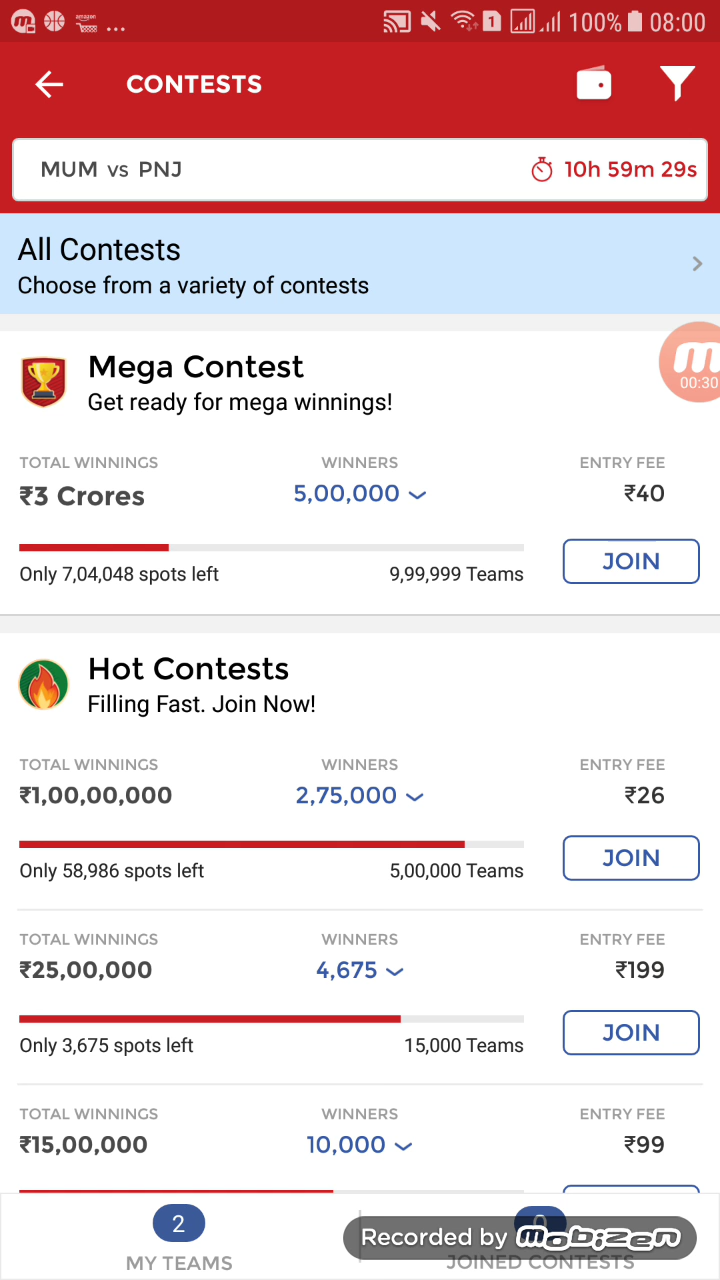 amazon
... 1 100% 08:00
CONTESTS
MUM vs PNJ 10h 59m 29s
All Contests
Choose from a variety of contests
Mega Contest
Get ready for mega winnings!
m
00:30
TOTAL WINNINGS WINNERS ENTRY FEE
₹3 Crores 5,00,000 ₹40
JOIN
Only 7,04,048 spots left 9,99,999 Teams
Hot Contests
Filling Fast. Join Now!
TOTAL WINNINGS WINNERS ENTRY FEE
₹1,00,00,000 2,75,000 ₹26
JOIN
Only 58,986 spots left 5,00,000 Teams
TOTAL WINNINGS WINNERS ENTRY FEE
₹25,00,000 4,675 ₹199
JOIN
Only 3,675 spots left 15,000 Teams
TOTAL WINNINGS WINNERS ENTRY FEE
₹15,00,000 10,000 ₹99
2 0
Recorded by mobizen
MY TEAMS JOINED CONTESTS